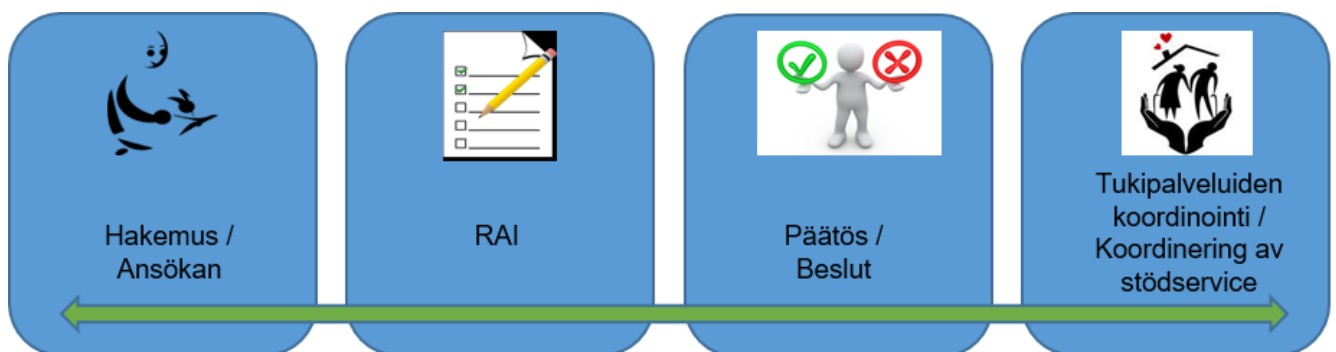 Hakemus /
Ansökan
RAI
Päätös /
Beslut
Tukipalveluiden
koordinointi /
Koordinering av
stödservice